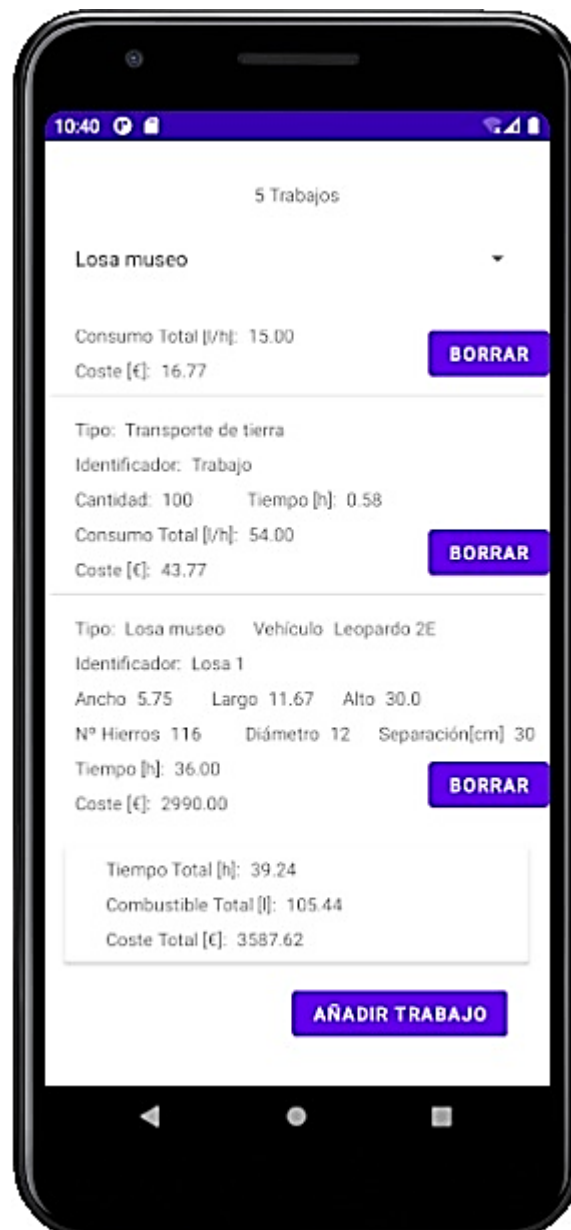 10:40
5 Trabajos
Losa museo
Consumo Total [l/h]: 15.00
Coste [€]: 16.77
BORRAR
Tipo: Transporte de tierra
Identificador: Trabajo
Cantidad: 100 Tiempo [h]: 0.58
Consumo Total [l/h]: 54.00
Coste [€]: 43.77
BORRAR
Tipo: Losa museo Vehículo Leopardo 2E
Identificador: Losa 1
Ancho 5.75 Largo 11.67 Alto 30.0
Nº Hierros 116 Diámetro 12 Separación[cm] 30
Tiempo [h]: 36.00
Coste [€]: 2990.00
BORRAR
Tiempo Total [h]: 39.24
Combustible Total [l]: 105.44
Coste Total [€]: 3587.62
AÑADIR TRABAJO